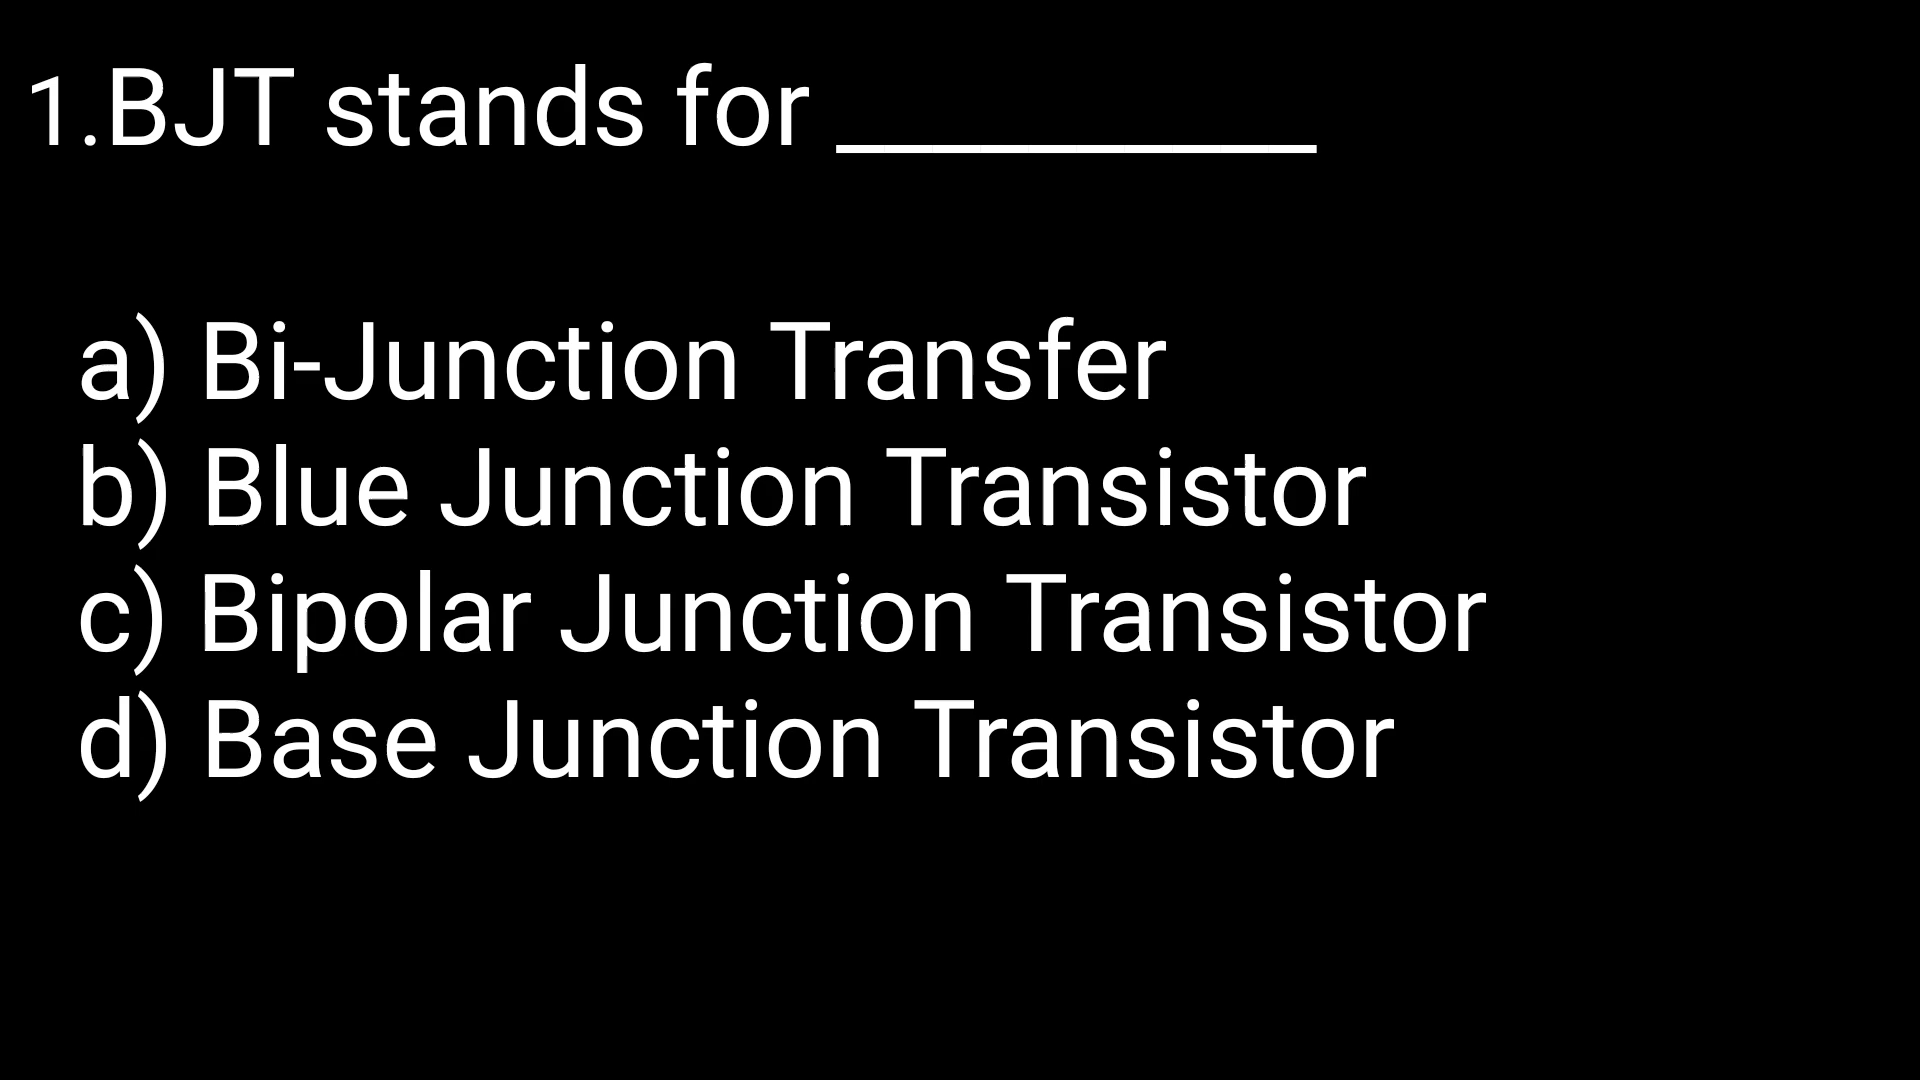 1.BJT stands for __________
a) Bi-Junction Transfer
b) Blue Junction Transistor
c) Bipolar Junction Transistor
d) Base Junction Transistor